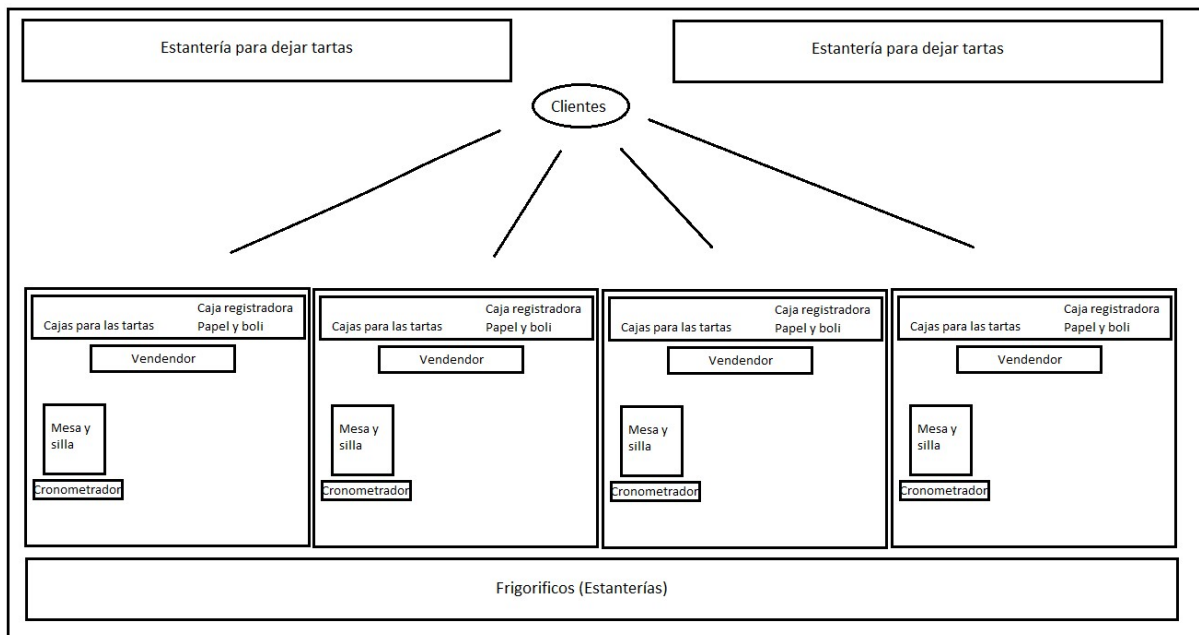 Estantería para dejar tartas
Estantería para dejar tartas
Clientes
Caja registradora
Cajas para las tartas
Papel y boli
Vendendor
Mesa y
silla
Cronometrador
Caja registradora
Cajas para las tartas
Papel y boli
Vendendor
Mesa y
silla
Cronometrador
Caja registradora
Cajas para las tartas
Papel y boli
Vendendor
Mesa y
silla
Cronometrador
Caja registradora
Cajas para las tartas
Papel y boli
Vendendor
Mesa y
silla
Cronometrador
Frigorificos (Estanterías)